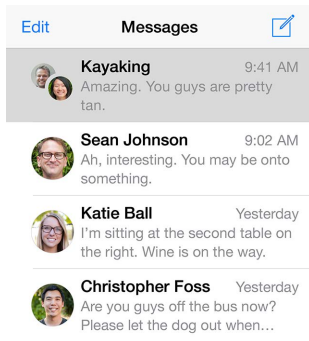 Edit Messages
Kayaking 9:41 AM
Amazing. You guys are pretty
tan.
Sean Johnson 9:02 AM
Ah, interesting. You may be onto
something.
Katie Ball Yesterday
I'm sitting at the second table on
the right. Wine is on the way.
Christopher Foss Yesterday
Are you guys off the bus now?
Please let the dog out when…